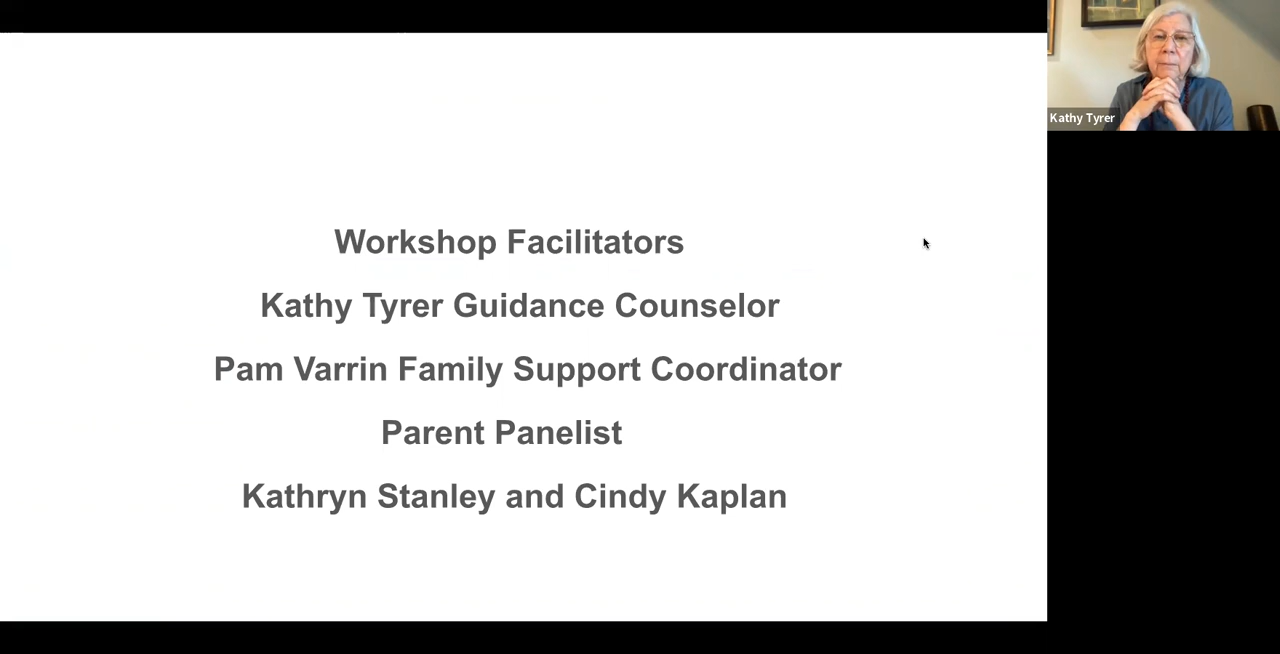 Workshop Facilitators
Kathy Tyrer Guidance Counselor
Pam Varrin Family Support Coordinator
Parent Panelist
Kathryn Stanley and Cindy Kaplan
Kathy Tyrer